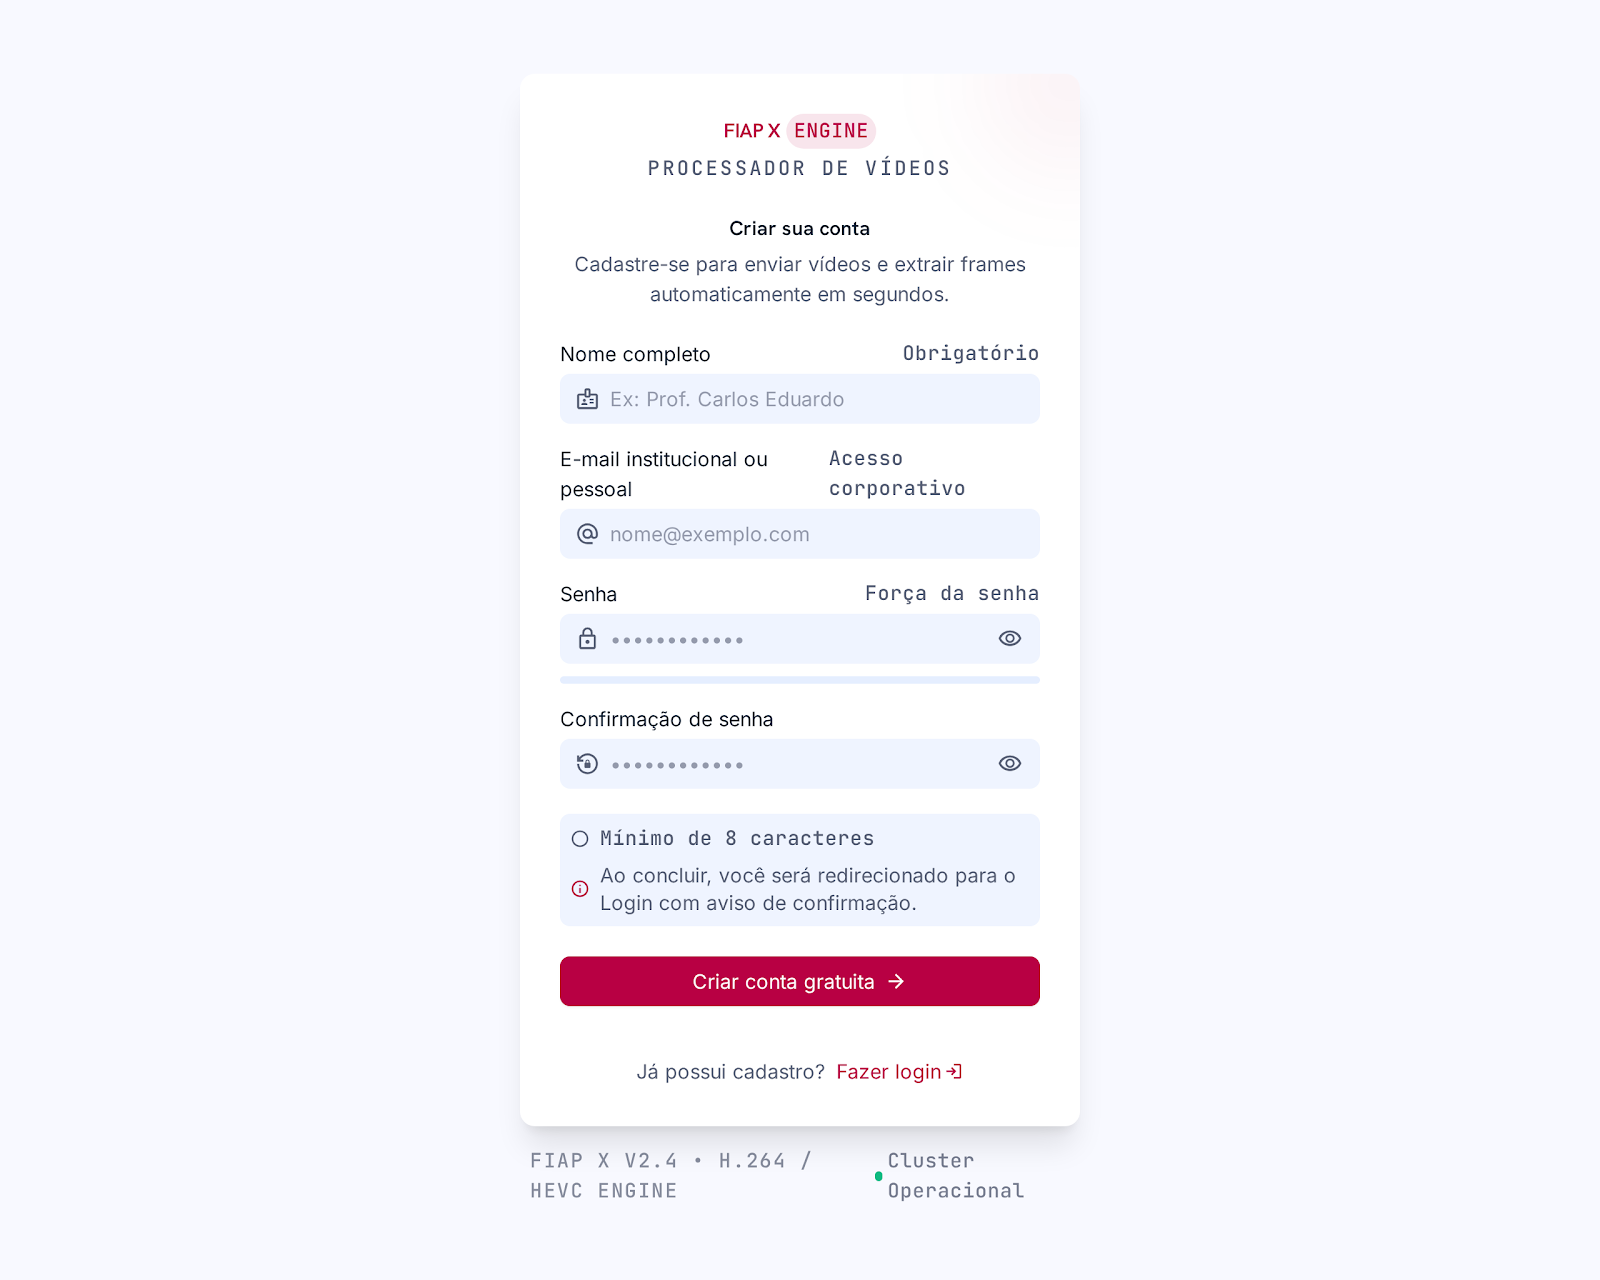 FIAP X ENGINE
PROCESSADOR DE VÍDEOS
Criar sua conta
Cadastre-se para enviar vídeos e extrair frames
automaticamente em segundos.
Nome completo Obrigatório
Ex: Prof. Carlos Eduardo
E-mail institucional ou
pessoal
Acesso
corporativo
nome@exemplo.com
Senha Força da senha
••••••••••••
Confirmação de senha
••••••••••••
Mínimo de 8 caracteres
Ao concluir, você será redirecionado para o
Login com aviso de confirmação.
Criar conta gratuita →
Já possui cadastro? Fazer login
FIAP X V2.4 • H.264 /
HEVC ENGINE
Cluster
Operacional